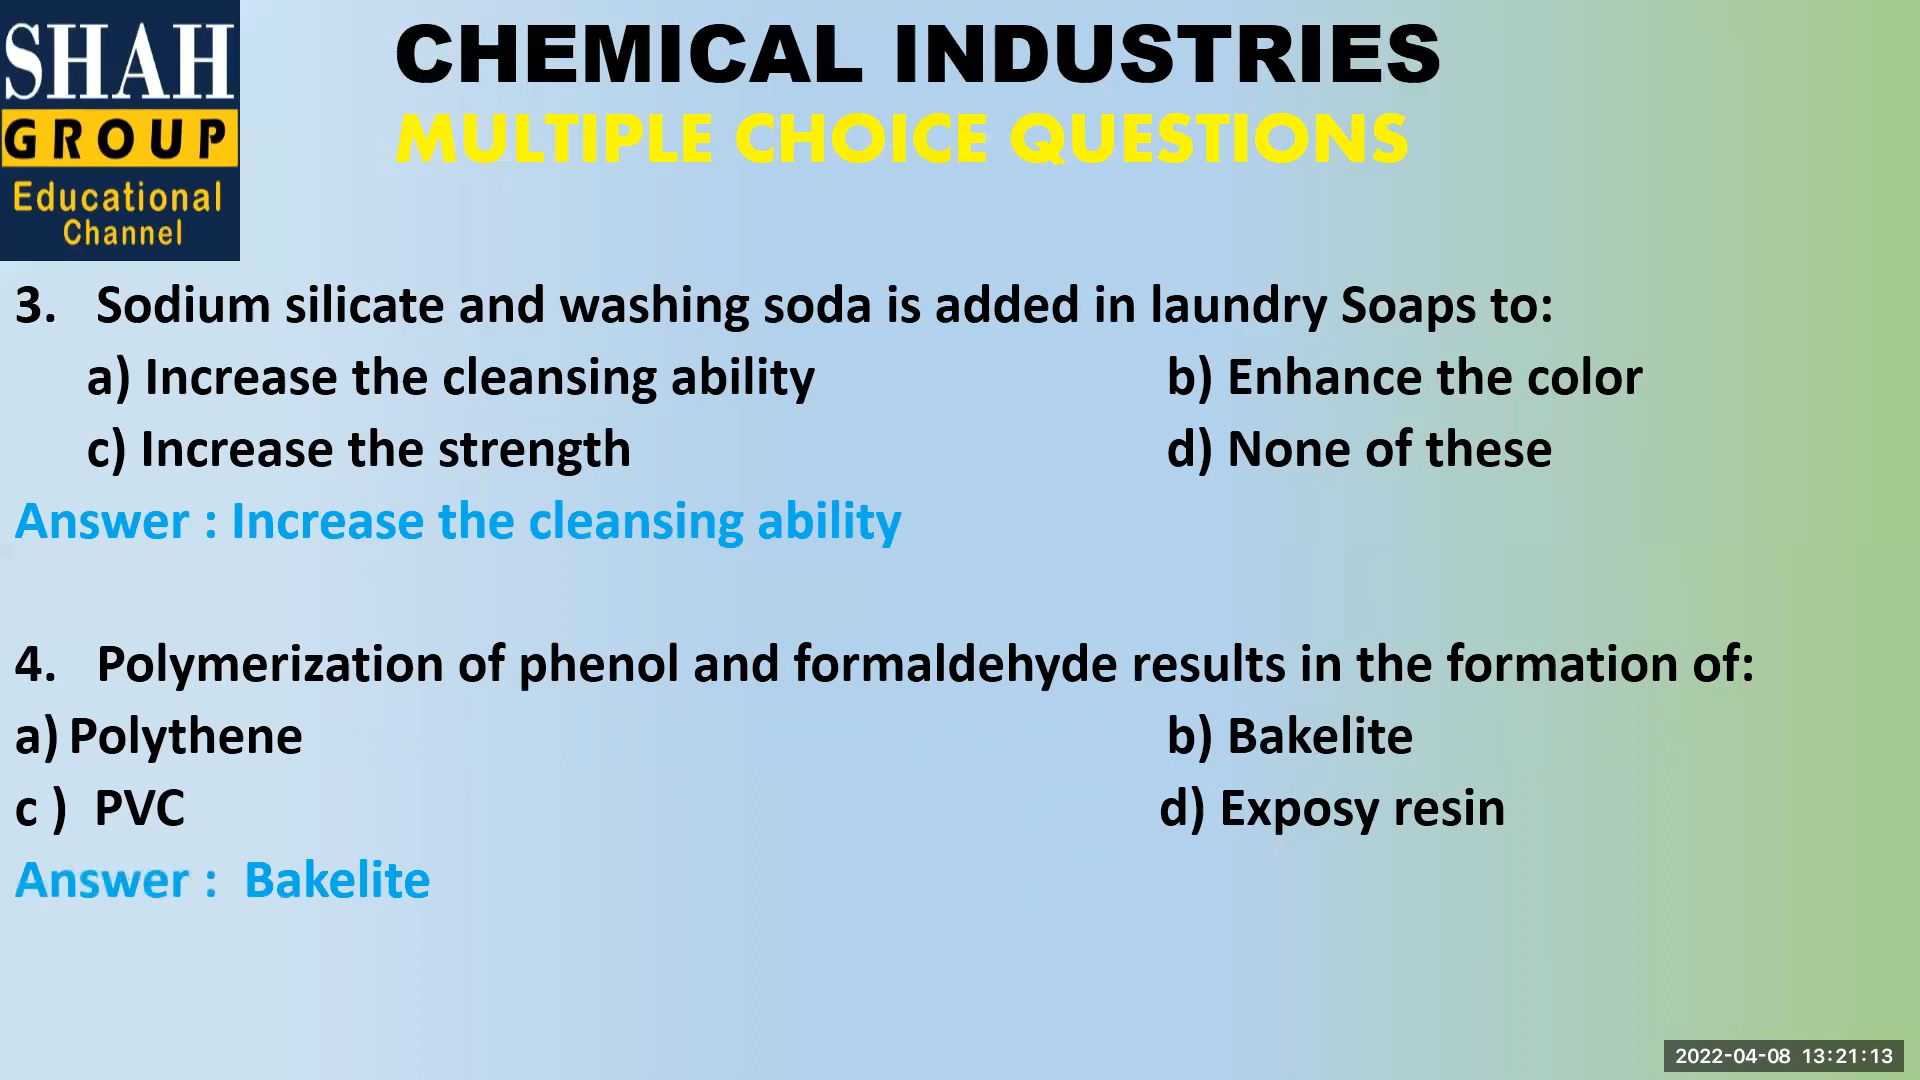 SHAH
GROUP
Educational
Channel
CHEMICAL INDUSTRIES
MULTIPLE CHOICE QUESTIONS
3. Sodium silicate and washing soda is added in laundry Soaps to:
a) Increase the cleansing ability b) Enhance the color
c) Increase the strength d) None of these
Answer : Increase the cleansing ability
4. Polymerization of phenol and formaldehyde results in the formation of:
a) Polythene b) Bakelite
c ) PVC d) Exposy resin
Answer : Bakelite
2022-04-08 13:21:13